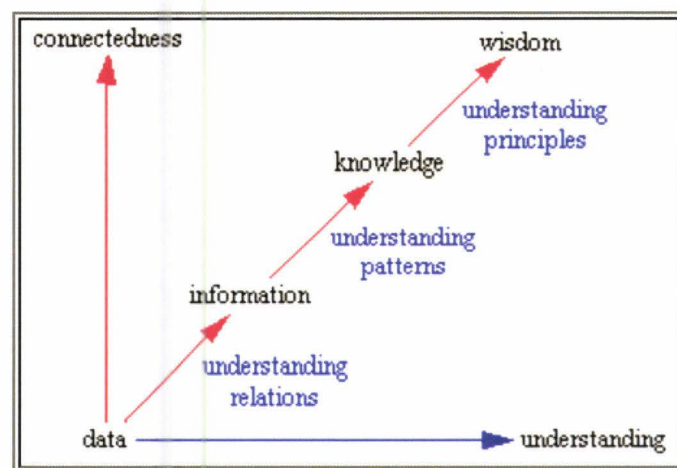 connectedness
wisdom
understanding
principles
knowledge
understanding
patterns
information
understanding
relations
data
understanding